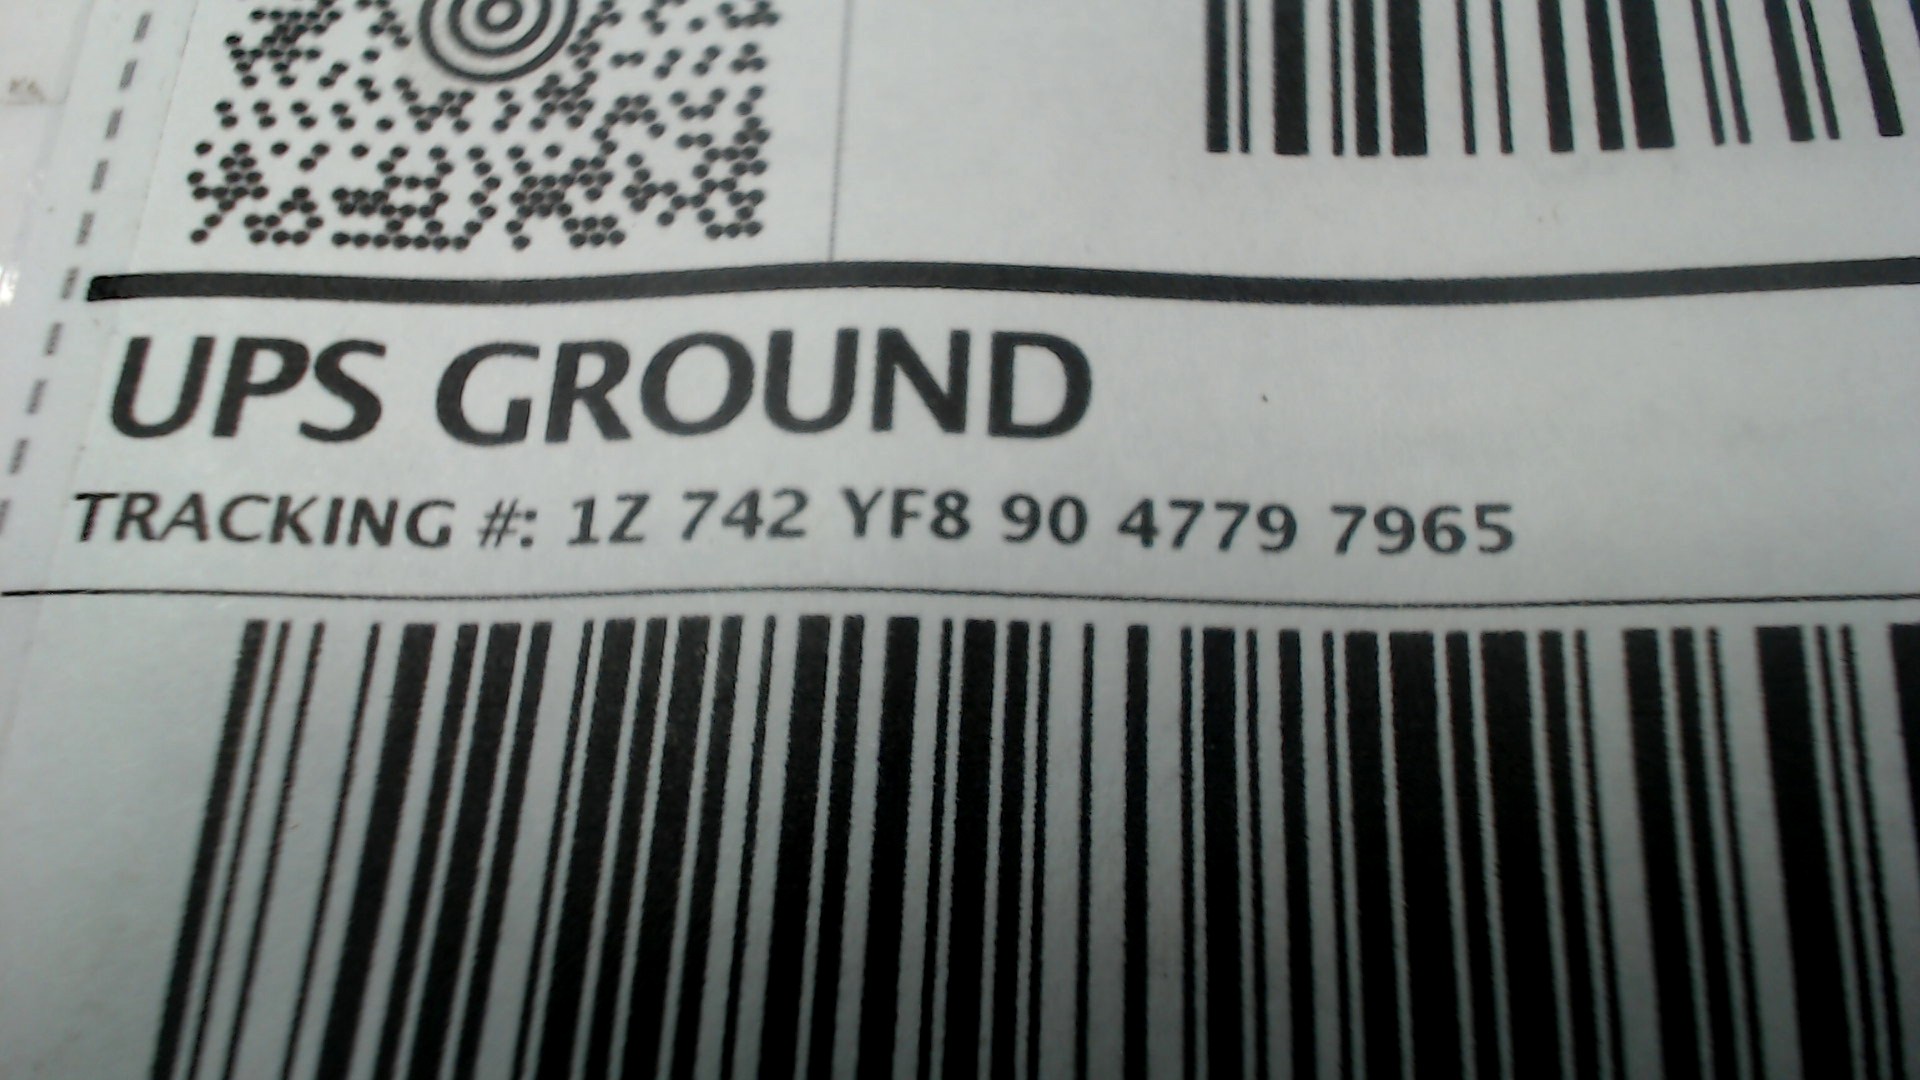 UPS GROUND
TRACKING #: 1Z 742 YF8 90 4779 7965